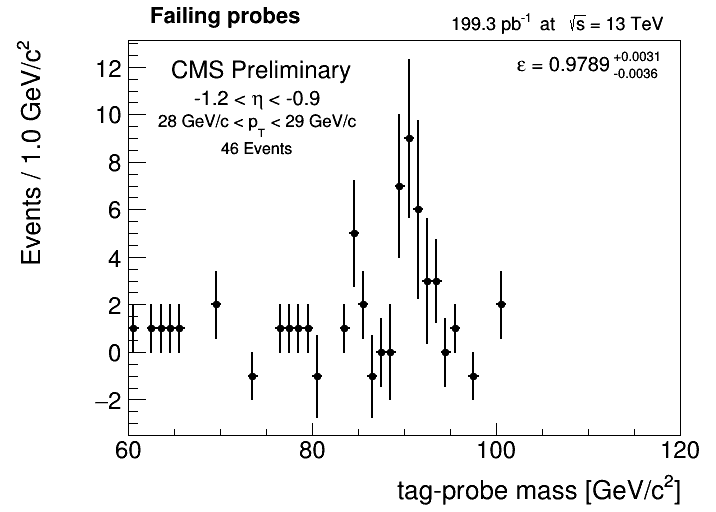 Failing probes
199.3 pb⁻¹ at √s = 13 TeV
CMS Preliminary
ε = 0.9789 +0.0031 -0.0036
-1.2 < η < -0.9
28 GeV/c < p_T < 29 GeV/c
46 Events
Events / 1.0 GeV/c²
12
10
8
6
4
2
0
−2
60 80 100 120
tag-probe mass [GeV/c²]